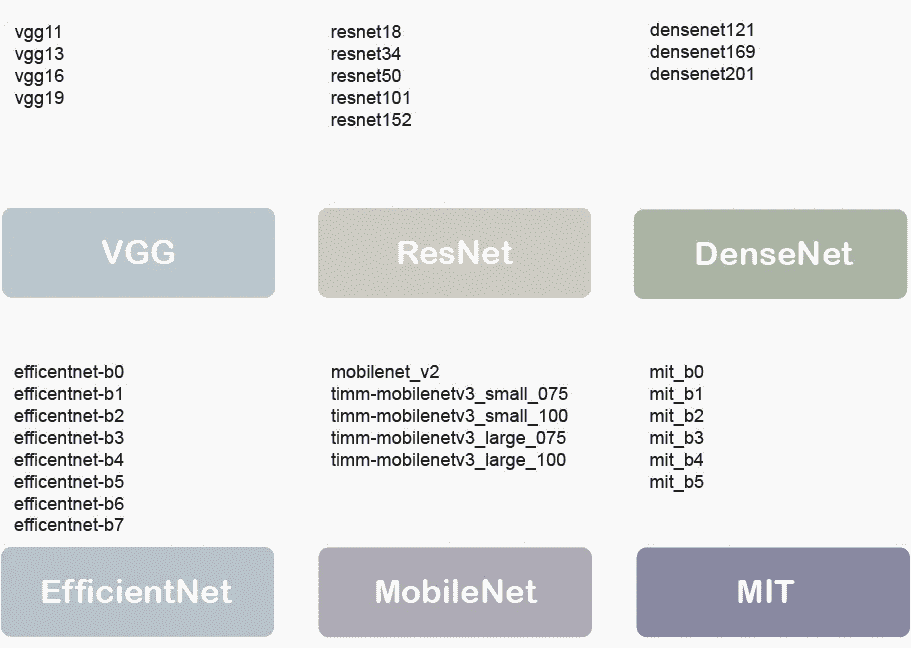 vgg11
vgg13
vgg16
vgg19
VGG
resnet18
resnet34
resnet50
resnet101
resnet152
ResNet
densenet121
densenet169
densenet201
DenseNet
efficentnet-b0
efficentnet-b1
efficentnet-b2
efficentnet-b3
efficentnet-b4
efficentnet-b5
efficentnet-b6
efficentnet-b7
EfficientNet
mobilenet_v2
timm-mobilenetv3_small_075
timm-mobilenetv3_small_100
timm-mobilenetv3_large_075
timm-mobilenetv3_large_100
MobileNet
mit_b0
mit_b1
mit_b2
mit_b3
mit_b4
mit_b5
MIT